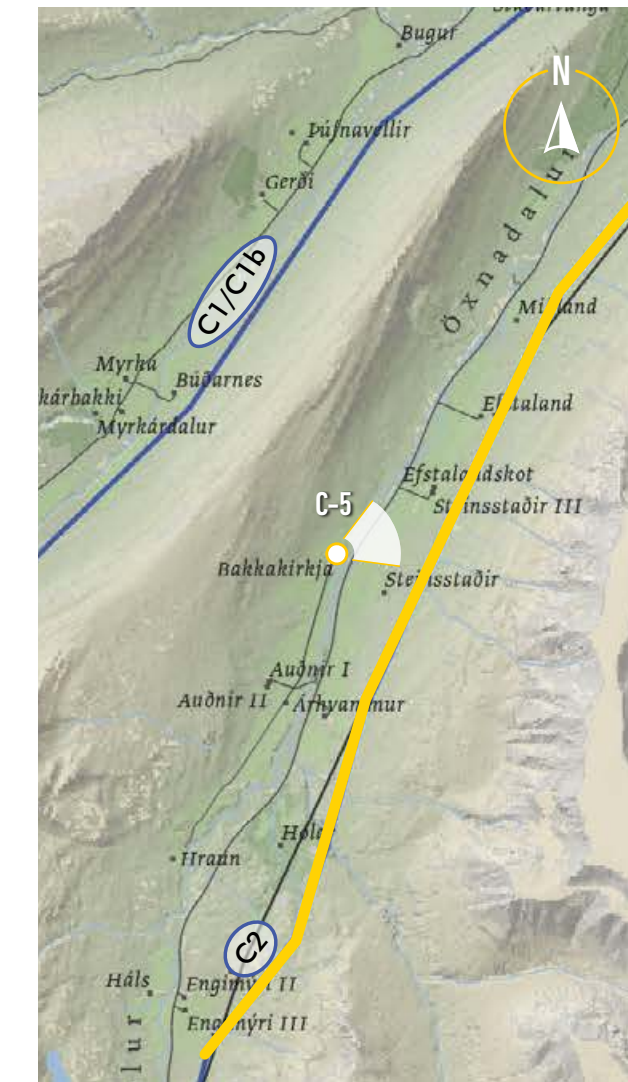 Bugur
N
Þúfnavellir
Gerði
Öxnadalur
C1/C1b
Miðland
Myrká
Búðarnes
Myrkárdalur
Efstaland
Efstalandskot
Steinsstaðir III
C-5
Bakkakirkja
Steinsstaðir
Auðnir I
Auðnir II
Hólar
Hraun
C2
Háls
Engimýri II
Engimýri III
lur